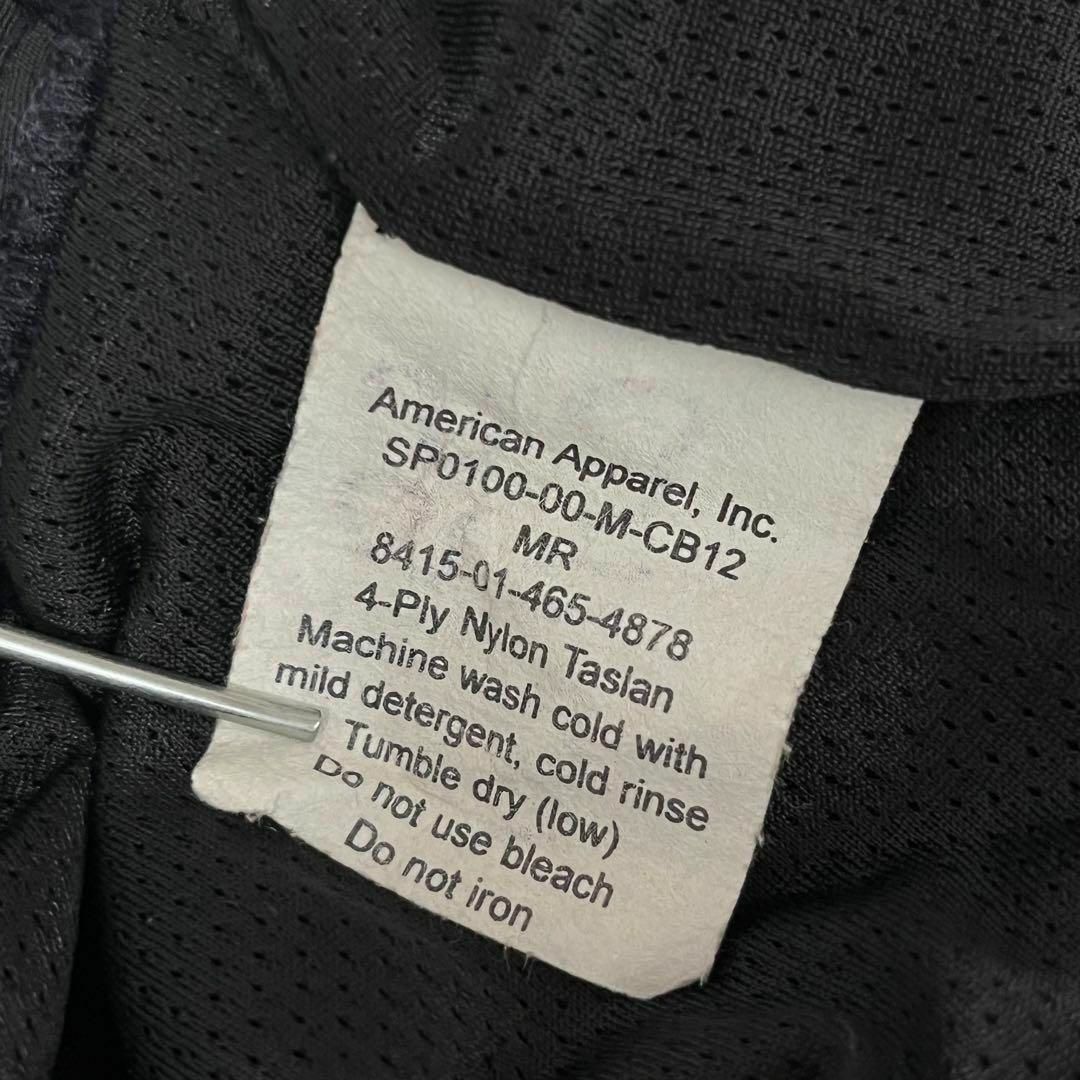 American Apparel, Inc.
SP0100-00-M-CB12
MR
8415-01-465-4878
4-Ply Nylon Taslan
Machine wash cold with
mild detergent, cold rinse
Tumble dry (low)
Do not use bleach
Do not iron